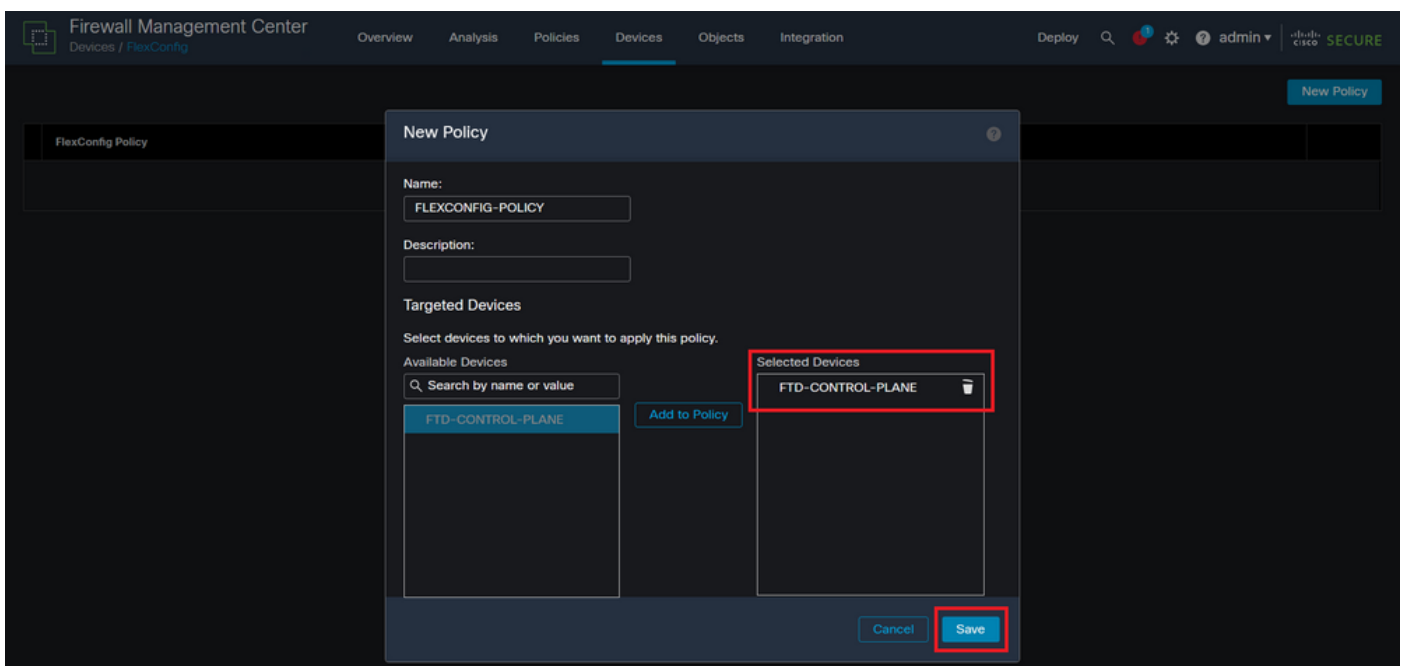 Firewall Management Center
Devices / FlexConfig
Overview Analysis Policies Devices Objects Integration Deploy 1 admin cisco SECURE
New Policy
FlexConfig Policy
New Policy
Name:
FLEXCONFIG-POLICY
Description:
Targeted Devices
Select devices to which you want to apply this policy.
Available Devices Selected Devices
Search by name or value FTD-CONTROL-PLANE
FTD-CONTROL-PLANE Add to Policy
Cancel Save